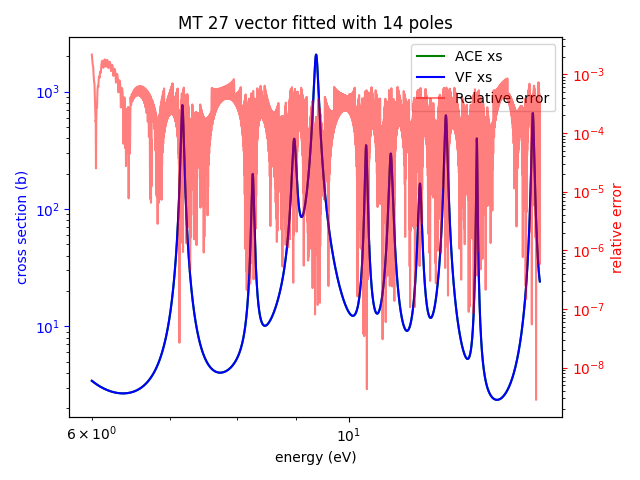 MT 27 vector fitted with 14 poles
ACE xs
VF xs
Relative error
cross section (b)
10³
10²
10¹
10⁻³
10⁻⁴
10⁻⁵
10⁻⁶
10⁻⁷
10⁻⁸
relative error
6 × 10⁰
10¹
energy (eV)